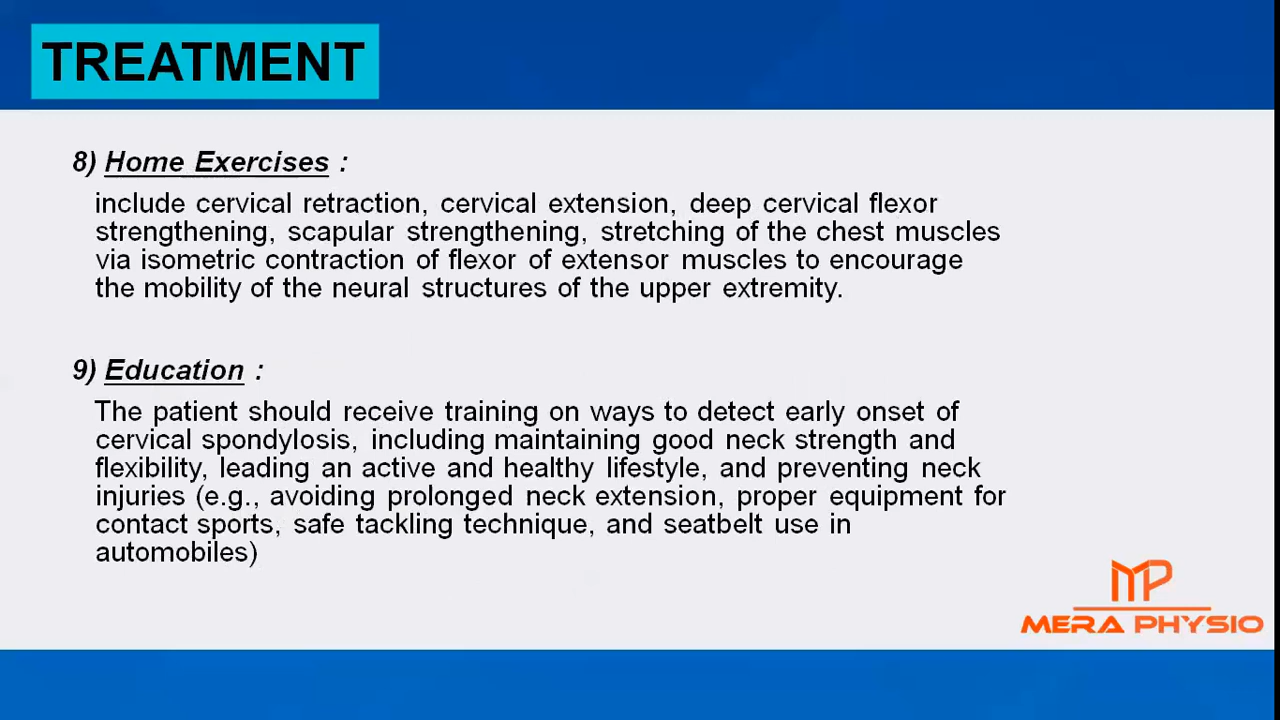 TREATMENT
8) Home Exercises :
include cervical retraction, cervical extension, deep cervical flexor
strengthening, scapular strengthening, stretching of the chest muscles
via isometric contraction of flexor of extensor muscles to encourage
the mobility of the neural structures of the upper extremity.
9) Education :
The patient should receive training on ways to detect early onset of
cervical spondylosis, including maintaining good neck strength and
flexibility, leading an active and healthy lifestyle, and preventing neck
injuries (e.g., avoiding prolonged neck extension, proper equipment for
contact sports, safe tackling technique, and seatbelt use in
automobiles)
MP
MERA PHYSIO